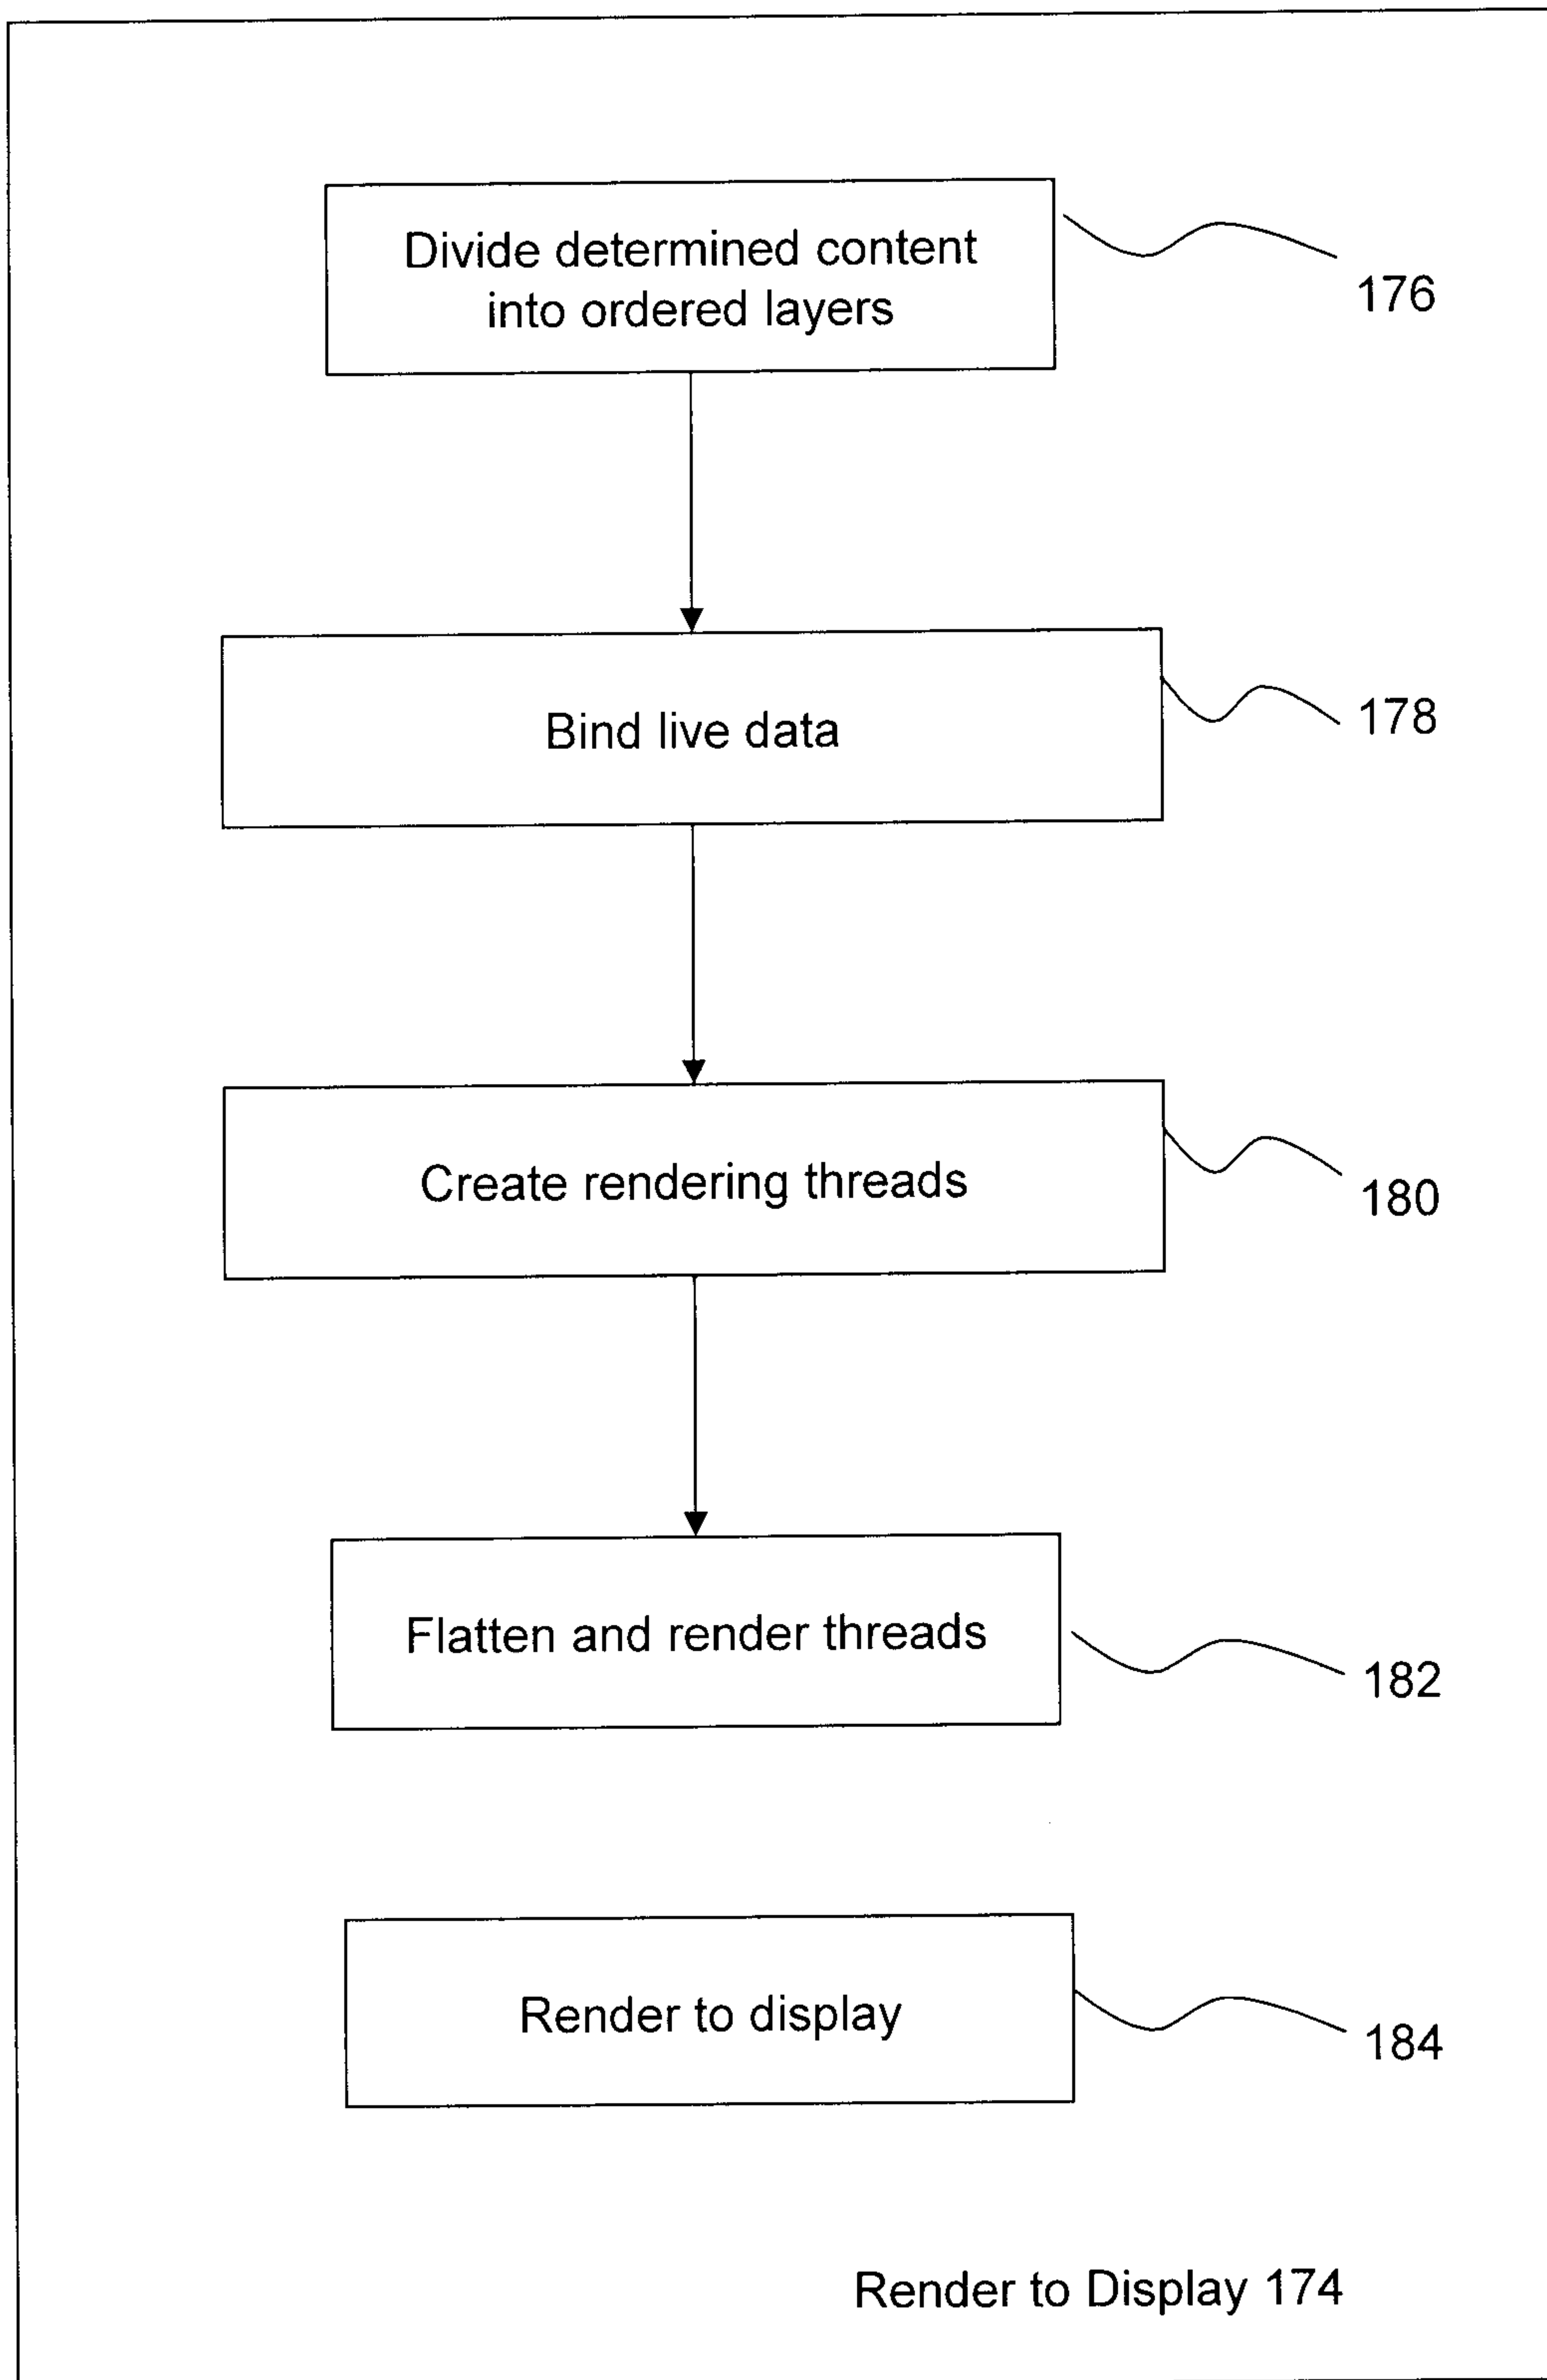 Divide determined content
into ordered layers
176
Bind live data
178
Create rendering threads
180
Flatten and render threads
182
Render to display
184
Render to Display 174